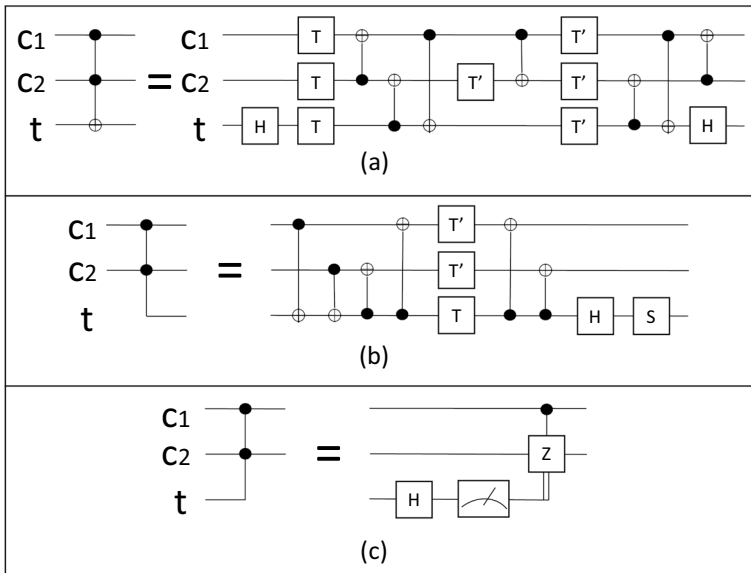 C1 = C1 T T'
C2 C2 T T' T'
t t H T T' H
(a)
C1 T'
C2 = T'
t T H S
(b)
C1
C2 = Z
t H
(c)